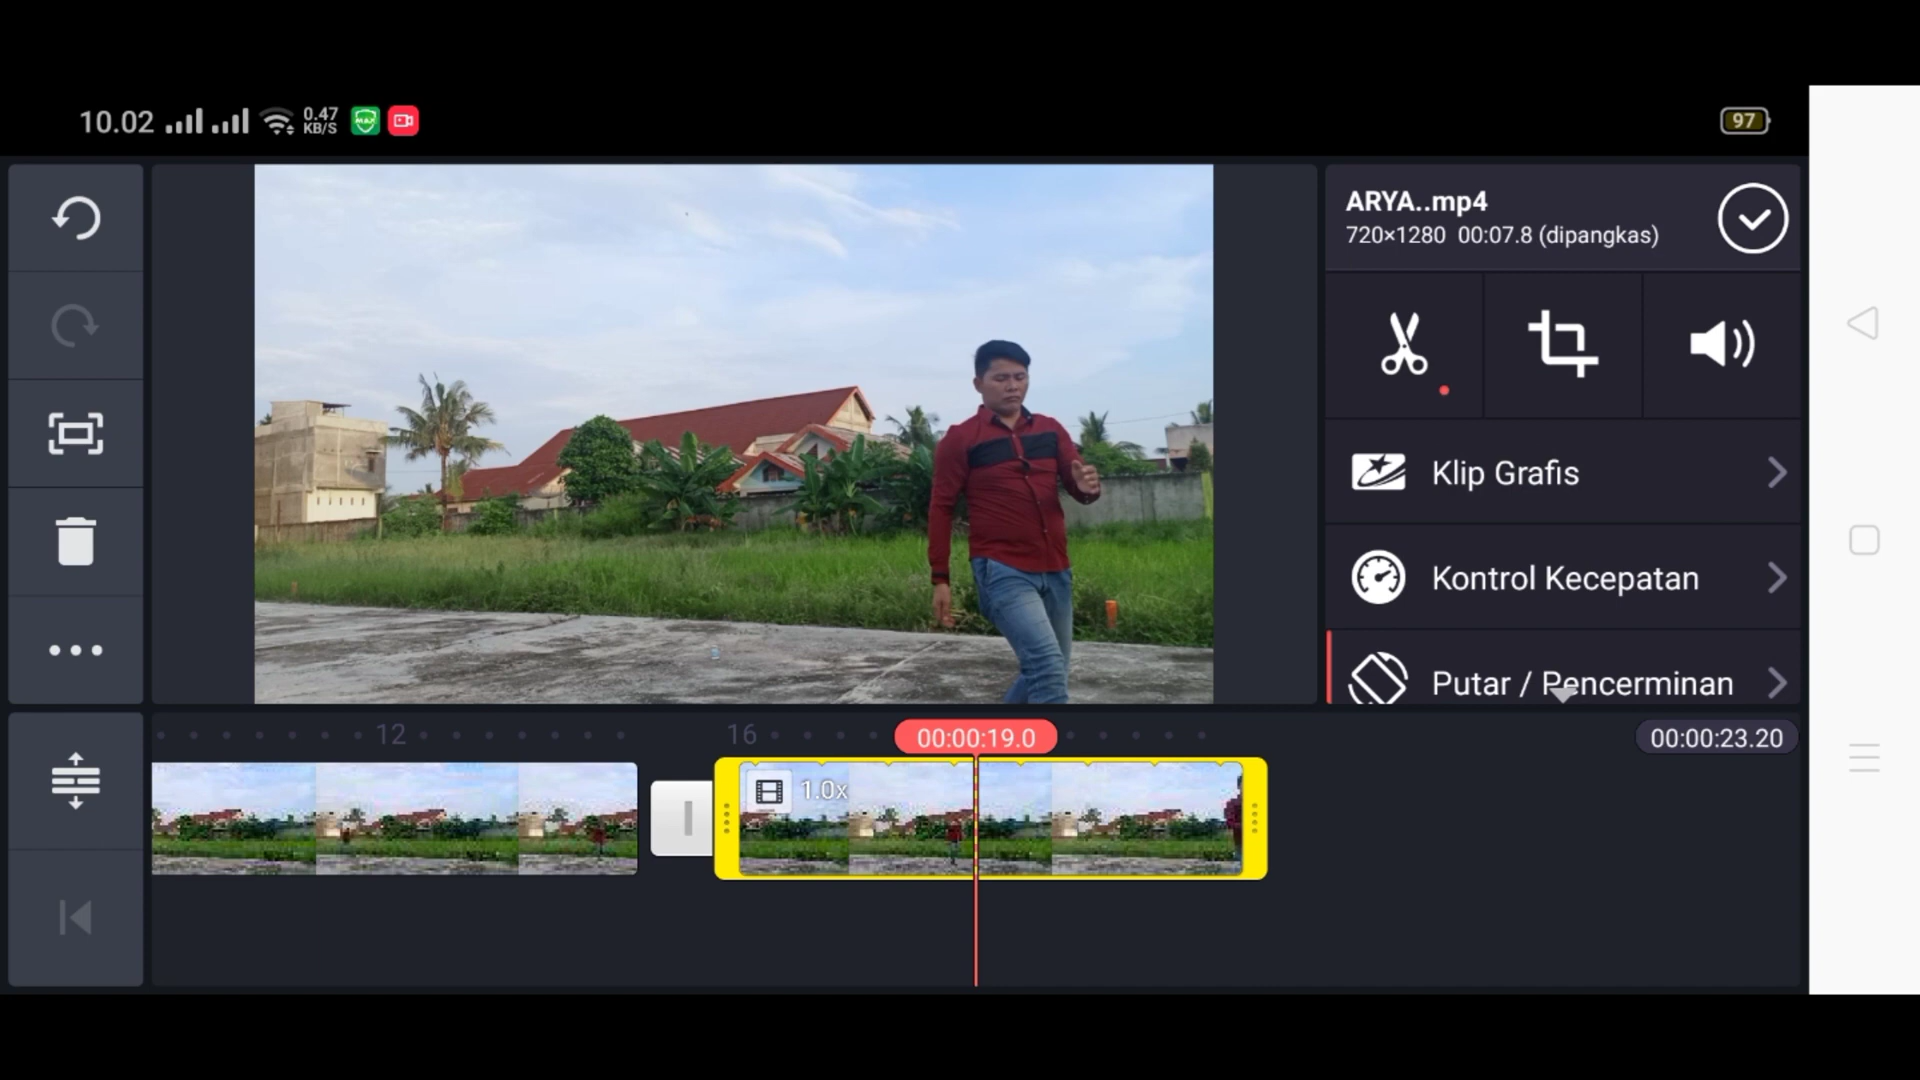 10.02
0.47
KB/S
MAX
97
ARYA..mp4
720×1280 00:07.8 (dipangkas)
Klip Grafis
Kontrol Kecepatan
Putar / Pencerminan
12
16
00:00:19.0
00:00:23.20
1.0x